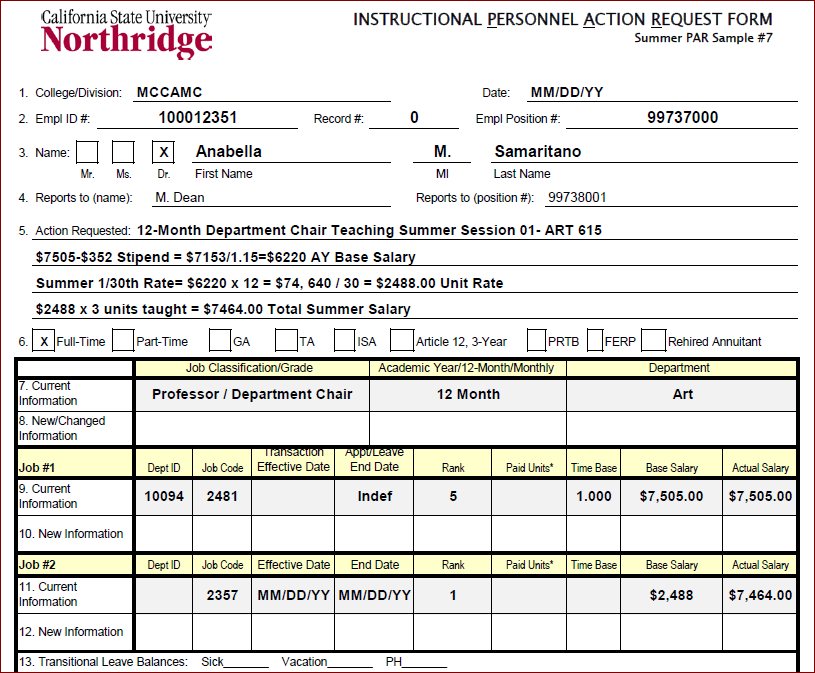 California State University
Northridge
INSTRUCTIONAL PERSONNEL ACTION REQUEST FORM
Summer PAR Sample #7
1. College/Division: MCCAMC Date: MM/DD/YY
2. Empl ID #: 100012351 Record #: 0 Empl Position #: 99737000
3. Name: X Anabella M. Samaritano
Mr. Ms. Dr. First Name MI Last Name
4. Reports to (name): M. Dean Reports to (position #): 99738001
5. Action Requested: 12-Month Department Chair Teaching Summer Session 01- ART 615
$7505-$352 Stipend = $7153/1.15=$6220 AY Base Salary
Summer 1/30th Rate= $6220 x 12 = $74, 640 / 30 = $2488.00 Unit Rate
$2488 x 3 units taught = $7464.00 Total Summer Salary
6. X Full-Time Part-Time GA TA ISA Article 12, 3-Year PRTB FERP Rehired Annuitant
Job Classification/Grade Academic Year/12-Month/Monthly Department
7. Current Information Professor / Department Chair 12 Month Art
8. New/Changed Information
Job #1 Dept ID Job Code Transaction Effective Date Appt/Leave End Date Rank Paid Units* Time Base Base Salary Actual Salary
9. Current Information 10094 2481 Indef 5 1.000 $7,505.00 $7,505.00
10. New Information
Job #2 Dept ID Job Code Effective Date End Date Rank Paid Units* Time Base Base Salary Actual Salary
11. Current Information 2357 MM/DD/YY MM/DD/YY 1 $2,488 $7,464.00
12. New Information
13. Transitional Leave Balances: Sick_______ Vacation_______ PH_______